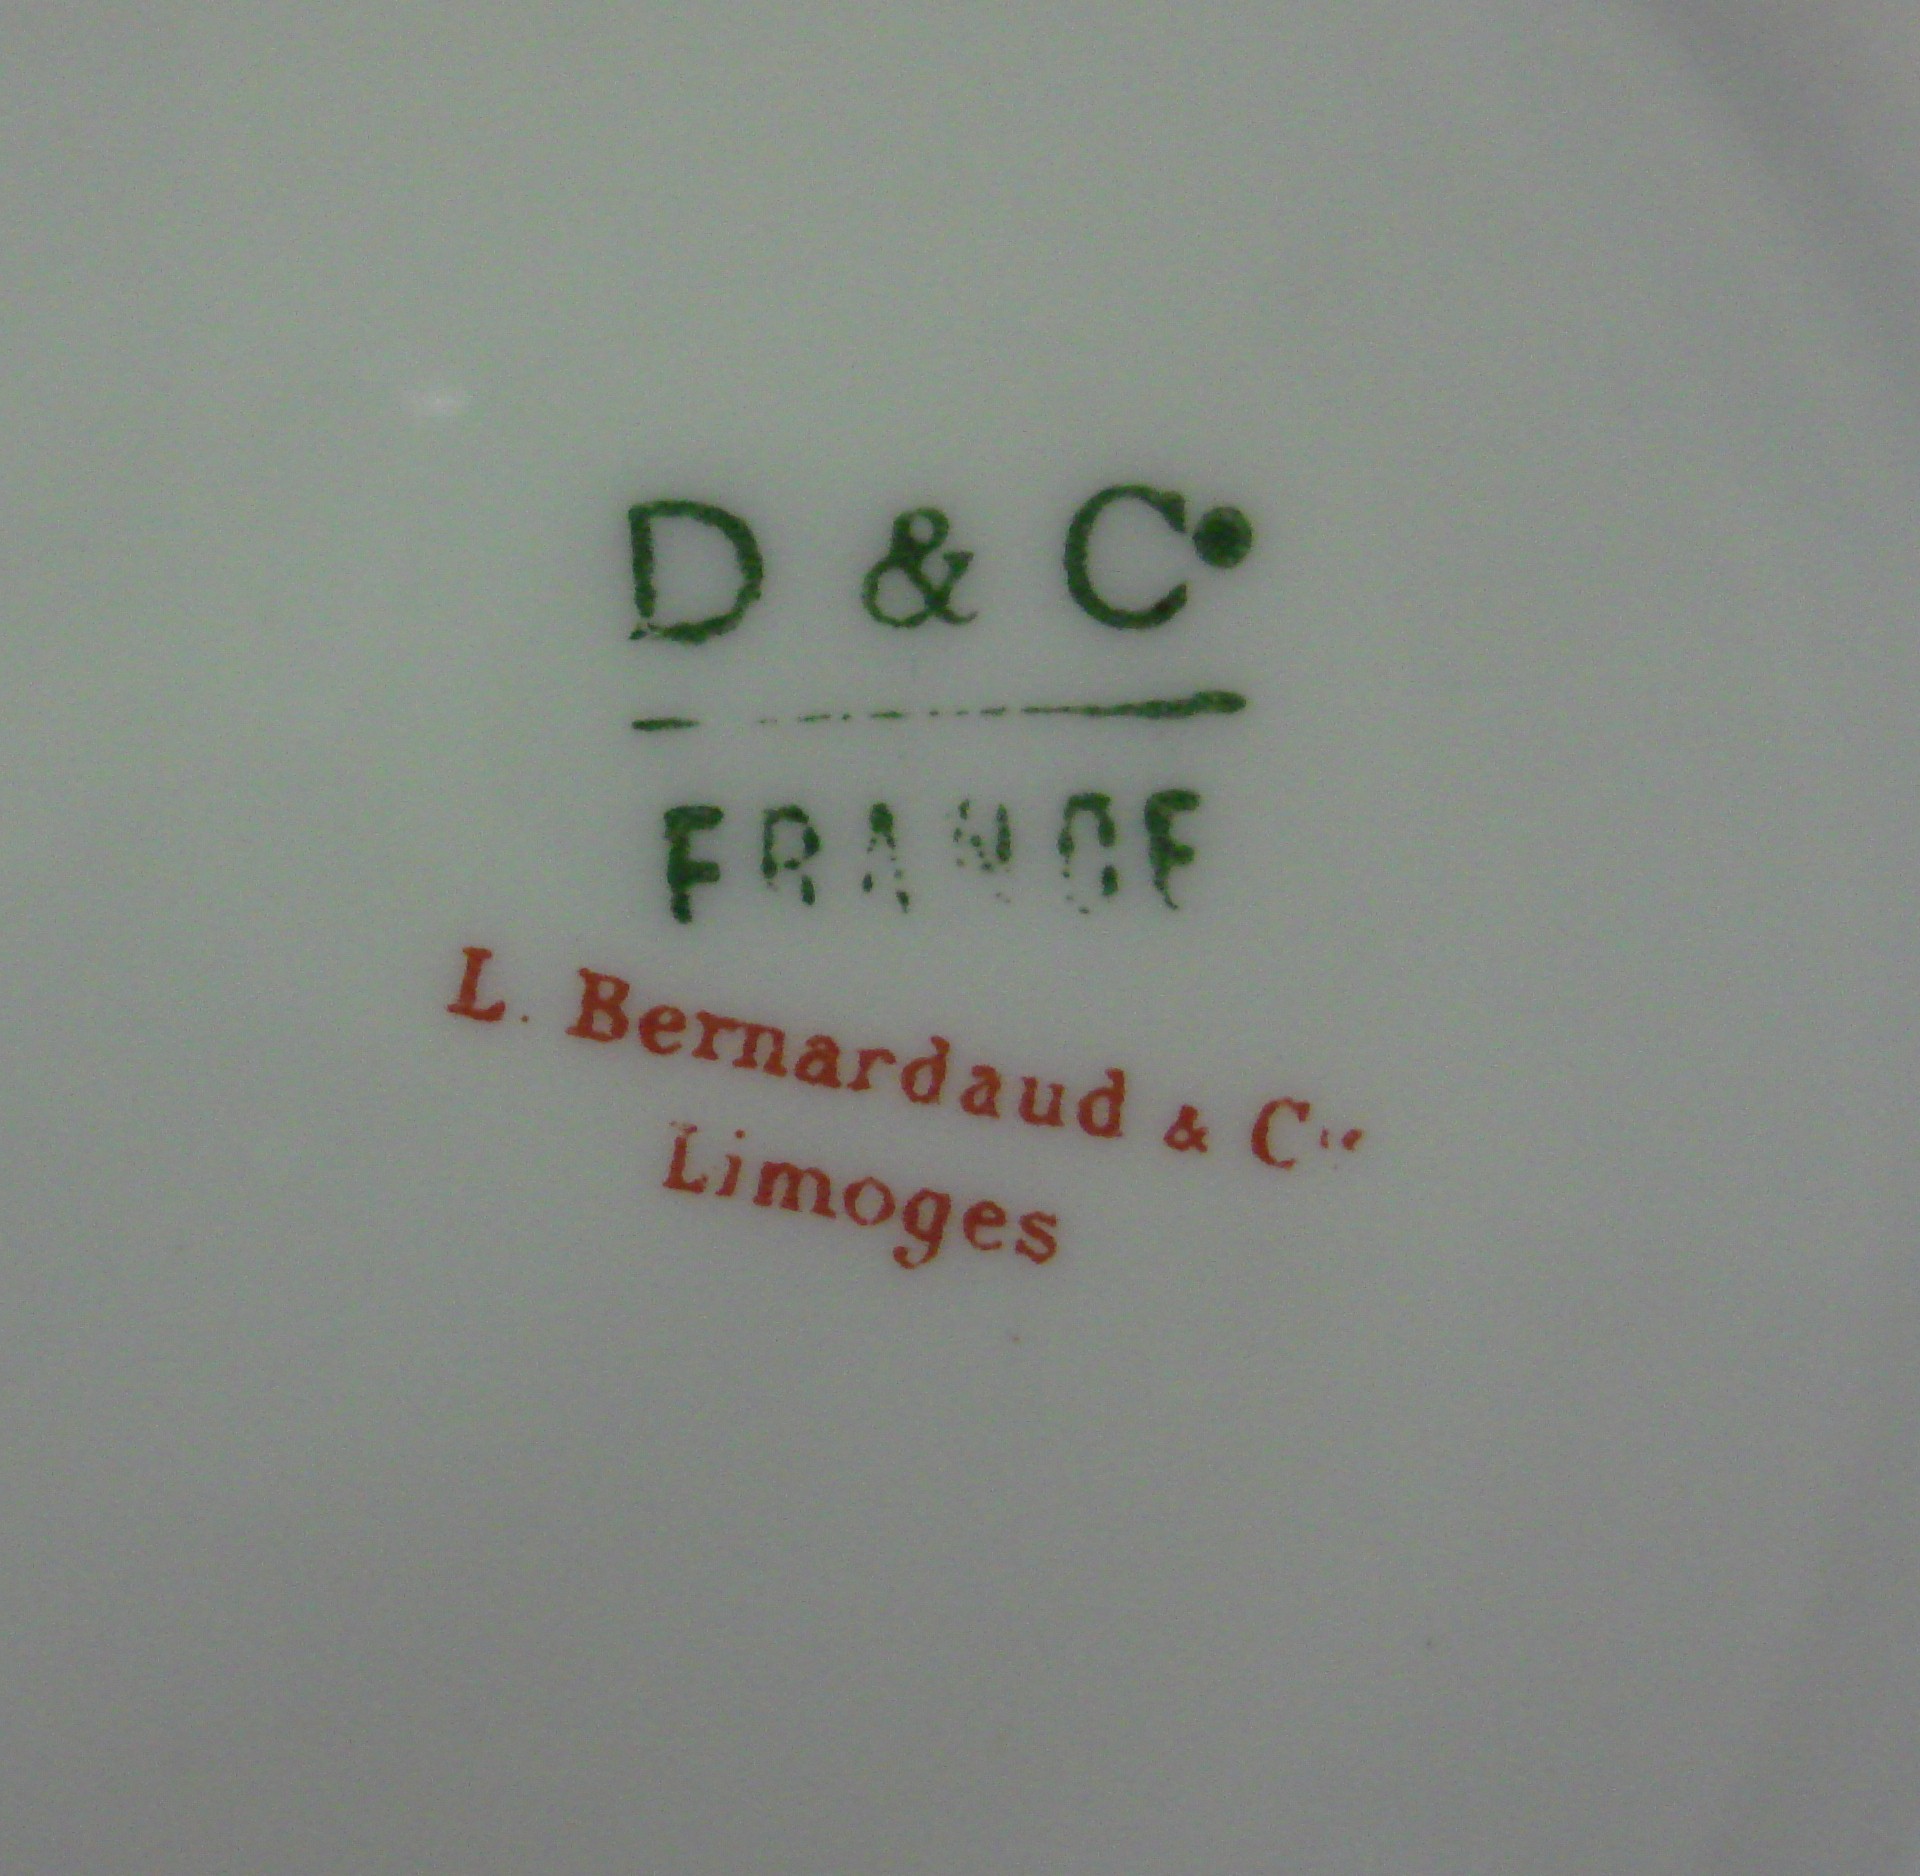 D & Co
FRANCE
L. Bernardaud & Cie
Limoges